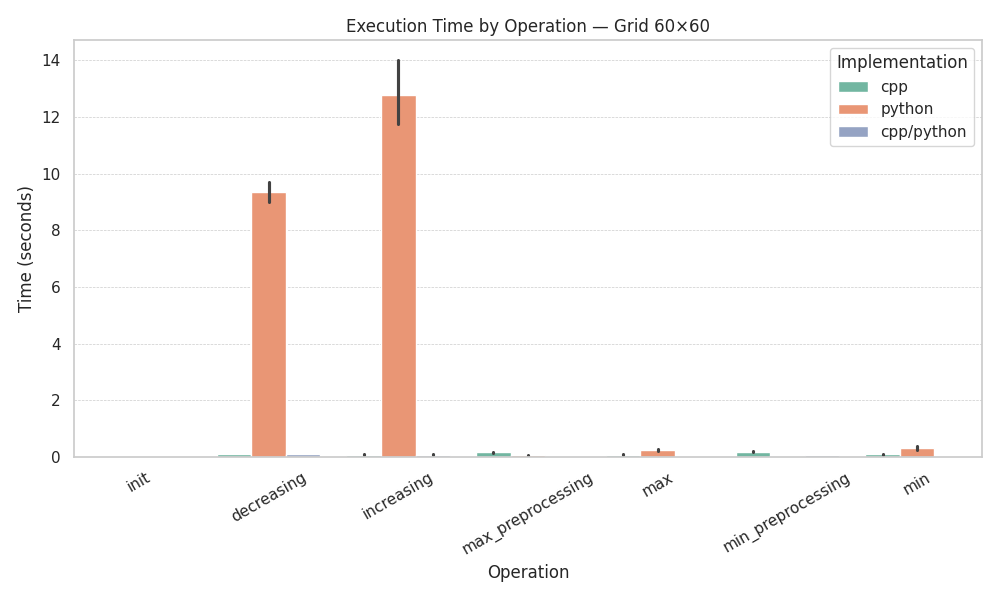 Execution Time by Operation — Grid 60×60
Implementation
cpp
python
cpp/python
Time (seconds)
14
12
10
8
6
4
2
0
init
decreasing
increasing
max_preprocessing
max
min_preprocessing
min
Operation